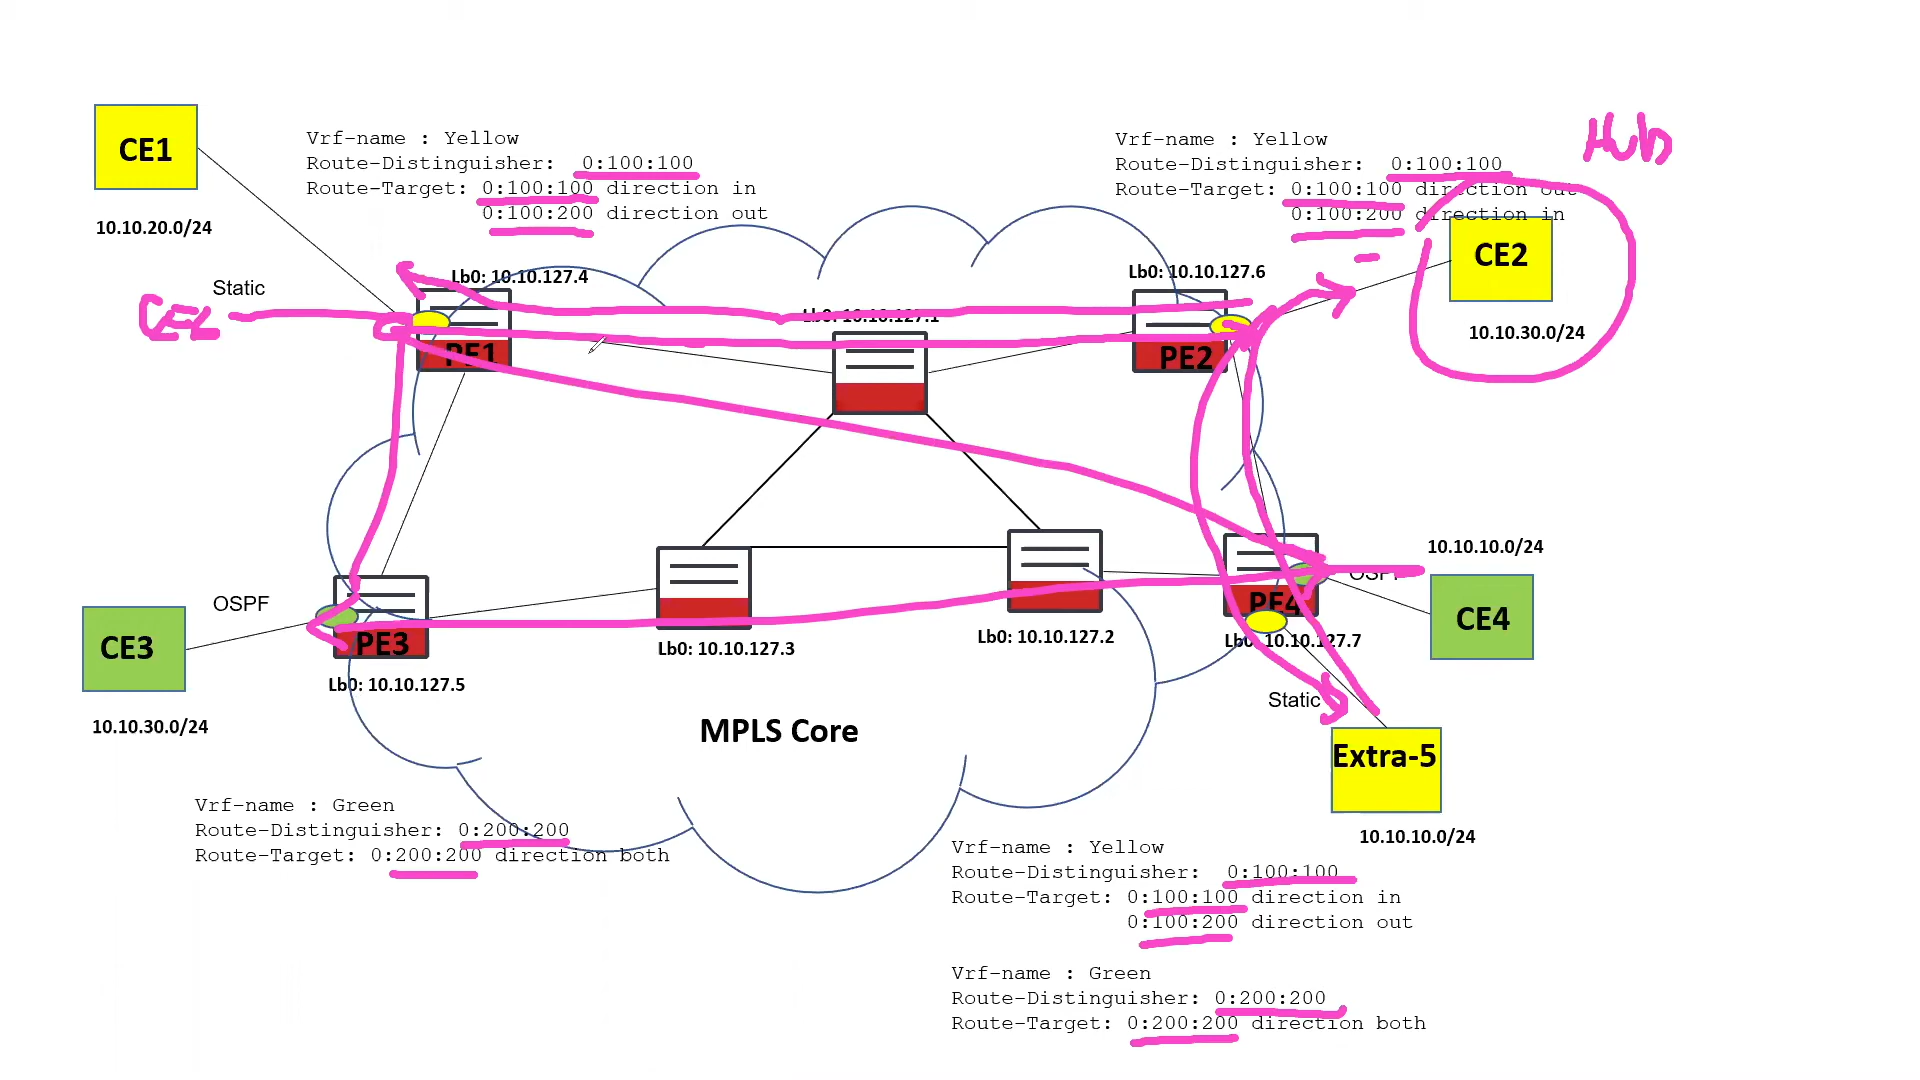 CE1
10.10.20.0/24
Vrf-name : Yellow
Route-Distinguisher: 0:100:100
Route-Target: 0:100:100 direction in
0:100:200 direction out
Vrf-name : Yellow
Route-Distinguisher: 0:100:100
Route-Target: 0:100:100 direction out
0:100:200 direction in
Hub
CE2
10.10.30.0/24
Static
Lb0: 10.10.127.4
PE1
Lb0: 10.10.127.1
Lb0: 10.10.127.6
PE2
OSPF
CE3
10.10.30.0/24
PE3
Lb0: 10.10.127.5
Lb0: 10.10.127.3
Lb0: 10.10.127.2
PE4
Lb0: 10.10.127.7
10.10.10.0/24
OSPF
CE4
MPLS Core
Static
Extra-5
10.10.10.0/24
Vrf-name : Green
Route-Distinguisher: 0:200:200
Route-Target: 0:200:200 direction both
Vrf-name : Yellow
Route-Distinguisher: 0:100:100
Route-Target: 0:100:100 direction in
0:100:200 direction out
Vrf-name : Green
Route-Distinguisher: 0:200:200
Route-Target: 0:200:200 direction both